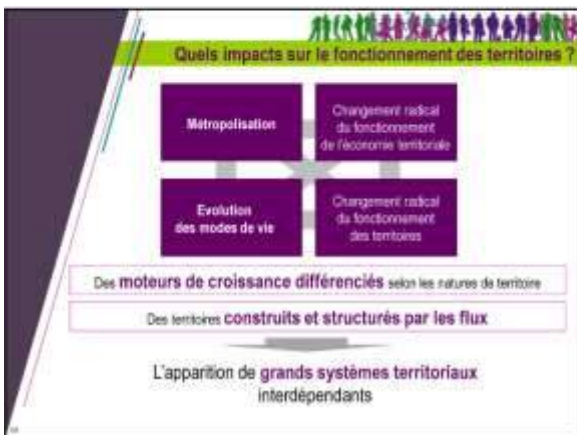 Quels impacts sur le fonctionnement des territoires ?
Métropolisation
Changement radical
du fonctionnement
de l'économie territoriale
Evolution
des modes de vie
Changement radical
du fonctionnement
des territoires
Des moteurs de croissance différenciés selon les natures de territoire
Des territoires construits et structurés par les flux
L'apparition de grands systèmes territoriaux
interdépendants